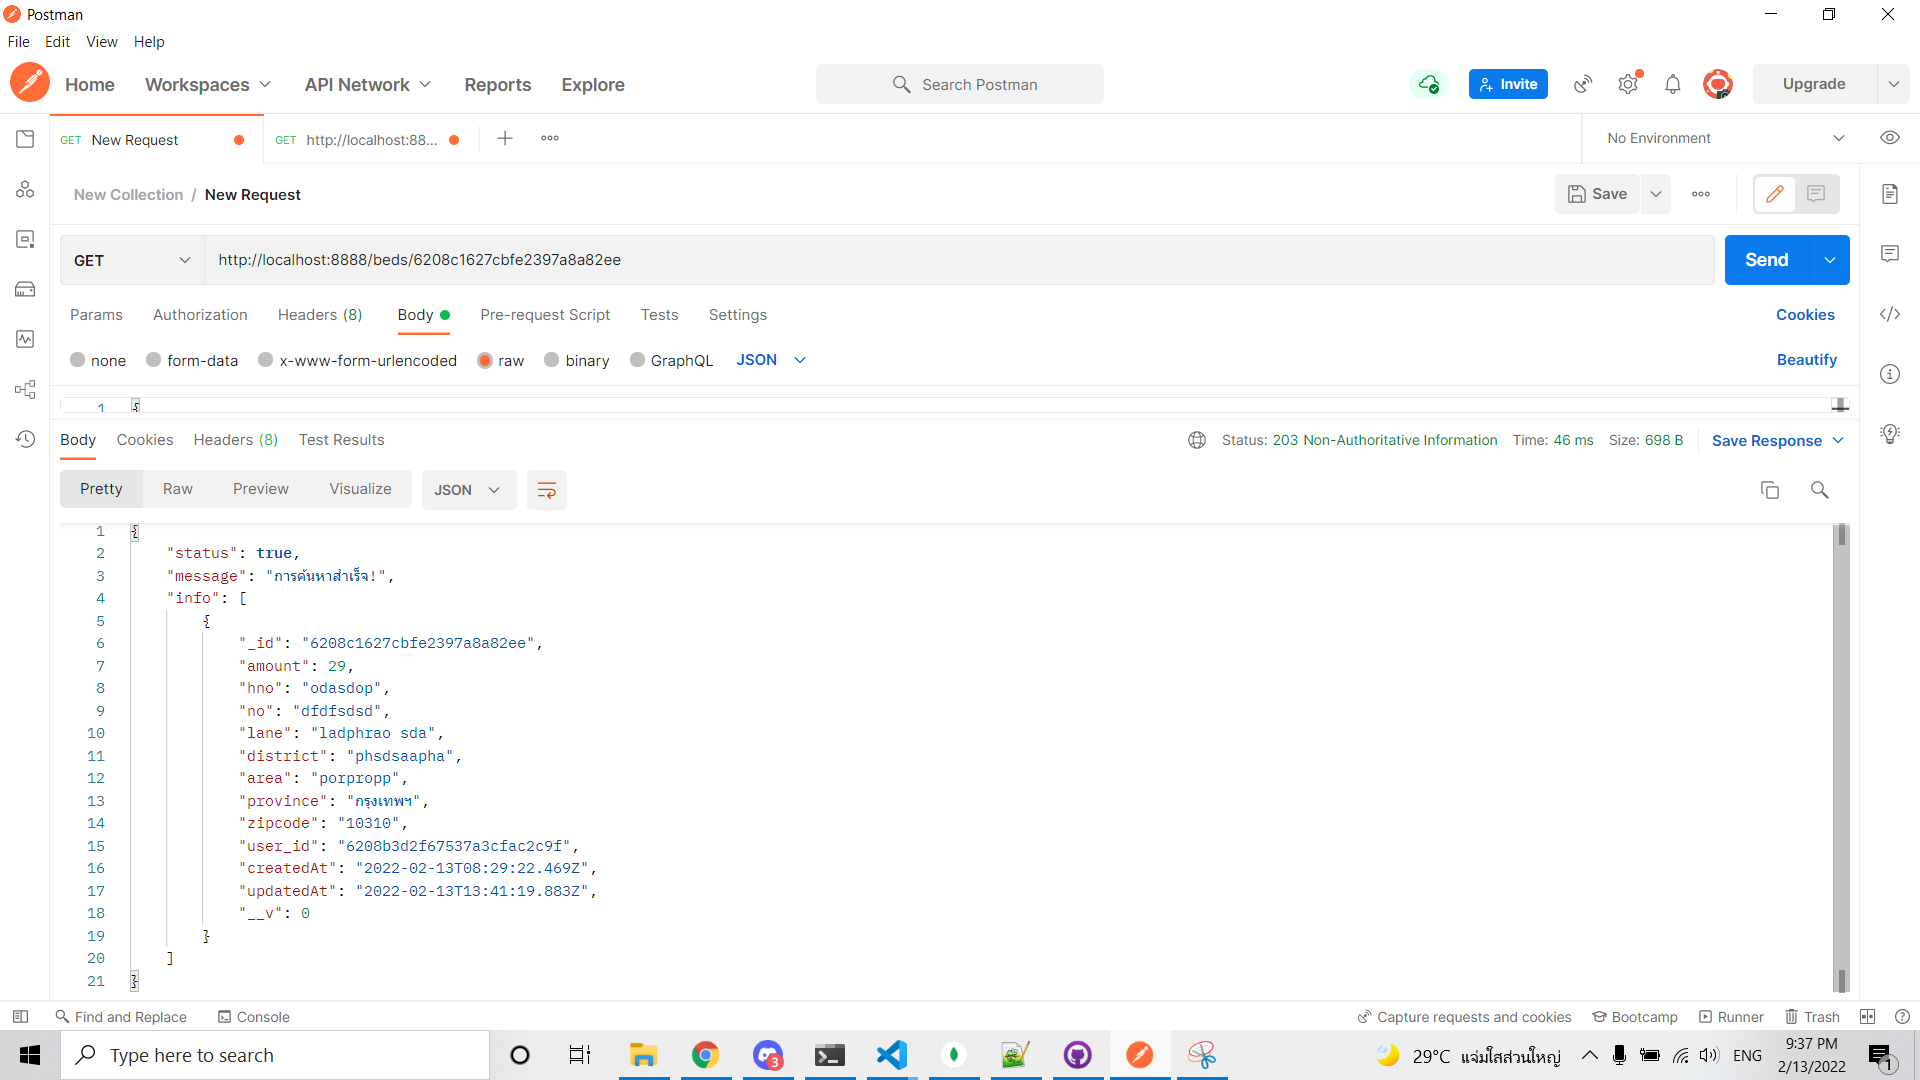 Postman
File Edit View Help
Home Workspaces API Network Reports Explore Search Postman Invite Upgrade
GET New Request GET http://localhost:88... No Environment
New Collection / New Request Save
GET http://localhost:8888/beds/6208c1627cbfe2397a8a82ee Send
Params Authorization Headers (8) Body Pre-request Script Tests Settings Cookies
none form-data x-www-form-urlencoded raw binary GraphQL JSON Beautify
1 {
Body Cookies Headers (8) Test Results Status: 203 Non-Authoritative Information Time: 46 ms Size: 698 B Save Response
Pretty Raw Preview Visualize JSON
1 {
2 "status": true,
3 "message": "การค้นหาสำเร็จ!",
4 "info": [
5 {
6 "_id": "6208c1627cbfe2397a8a82ee",
7 "amount": 29,
8 "hno": "odasdop",
9 "no": "dfdfsdsd",
10 "lane": "ladphrao sda",
11 "district": "phsdsaapha",
12 "area": "porpropp",
13 "province": "กรุงเทพฯ",
14 "zipcode": "10310",
15 "user_id": "6208b3d2f67537a3cfac2c9f",
16 "createdAt": "2022-02-13T08:29:22.469Z",
17 "updatedAt": "2022-02-13T13:41:19.883Z",
18 "__v": 0
19 }
20 ]
21 }
Find and Replace Console Capture requests and cookies Bootcamp Runner Trash
Type here to search 3 29°C แจ่มใสส่วนใหญ่ ENG 9:37 PM 1
2/13/2022